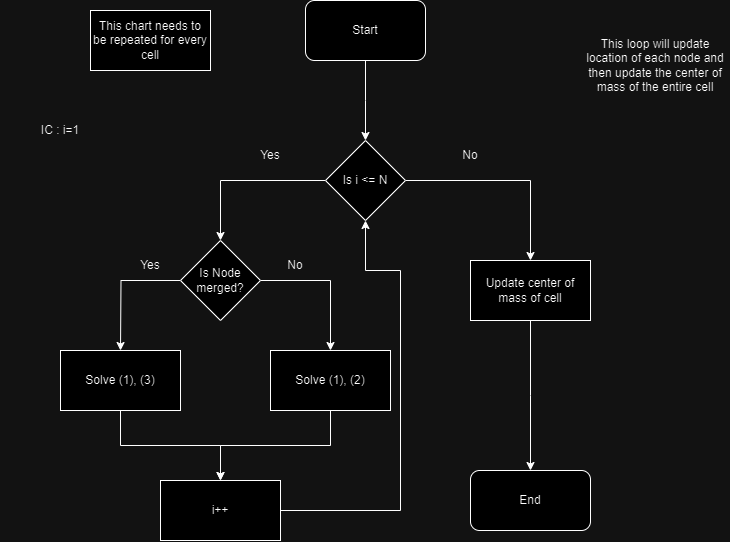 This chart needs to
be repeated for every
cell
Start
This loop will update
location of each node and
then update the center of
mass of the entire cell
IC : i=1
Yes
No
Is i <= N
Yes
Is Node
merged?
No
Update center of
mass of cell
Solve (1), (3)
Solve (1), (2)
i++
End